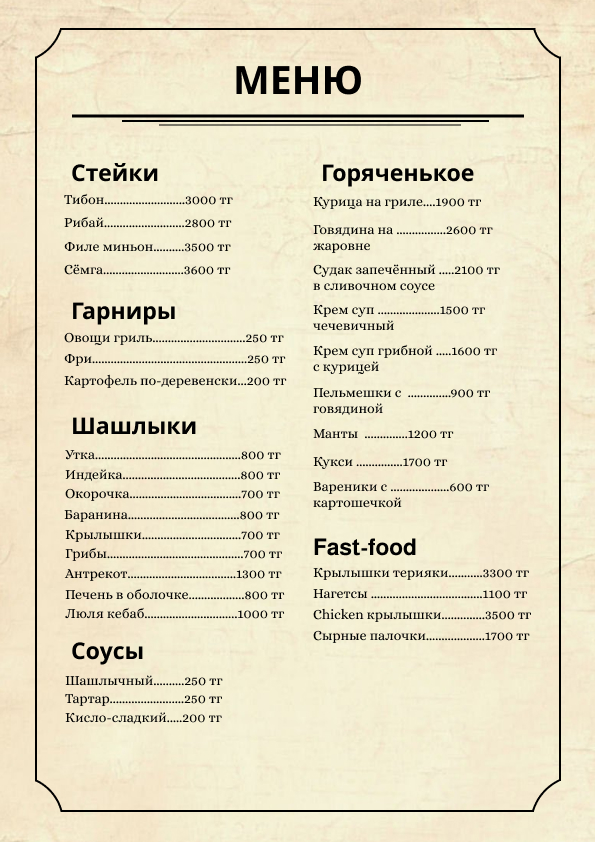 МЕНЮ
Стейки
Тибон..........................3000 тг
Рибай..........................2800 тг
Филе миньон..........3500 тг
Сёмга..........................3600 тг
Гарниры
Овощи гриль..............................250 тг
Фри..................................................250 тг
Картофель по-деревенски...200 тг
Шашлыки
Утка...............................................800 тг
Индейка......................................800 тг
Окорочка....................................700 тг
Баранина....................................800 тг
Крылышки................................700 тг
Грибы............................................700 тг
Антрекот...................................1300 тг
Печень в оболочке..................800 тг
Люля кебаб..............................1000 тг
Соусы
Шашлычный..........250 тг
Тартар........................250 тг
Кисло-сладкий.....200 тг
Горяченькое
Курица на гриле....1900 тг
Говядина на ................2600 тг
жаровне
Судак запечённый .....2100 тг
в сливочном соусе
Крем суп ....................1500 тг
чечевичный
Крем суп грибной .....1600 тг
с курицей
Пельмешки с ..............900 тг
говядиной
Манты ..............1200 тг
Кукси ...............1700 тг
Вареники с ...................600 тг
картошечкой
Fast-food
Крылышки терияки...........3300 тг
Нагетсы ....................................1100 тг
Chicken крылышки..............3500 тг
Сырные палочки...................1700 тг